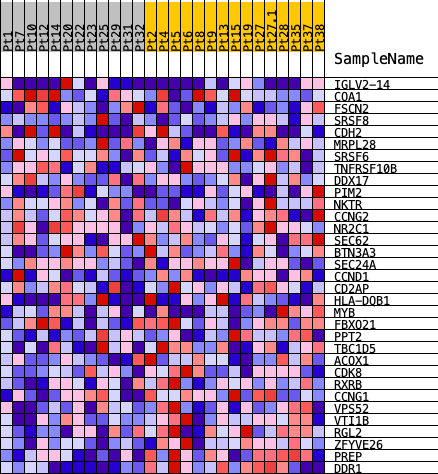 Pt1
Pt7
Pt10
Pt12
Pt14
Pt20
Pt22
Pt23
Pt25
Pt29
Pt31
Pt32
Pt2
Pt4
Pt5
Pt6
Pt8
Pt9
Pt13
Pt15
Pt19
Pt27
Pt27.1
Pt28
Pt35
Pt37
Pt38
SampleName
IGLV2-14
COA1
FSCN2
SRSF8
CDH2
MRPL28
SRSF6
TNFRSF10B
DDX17
PIM2
NKTR
CCNG2
NR2C1
SEC62
BTN3A3
SEC24A
CCND1
CD2AP
HLA-DOB1
MYB
FBXO21
PPT2
TBC1D5
ACOX1
CDK8
RXRB
CCNG1
VPS52
VTI1B
RGL2
ZFYVE26
PREP
DDR1